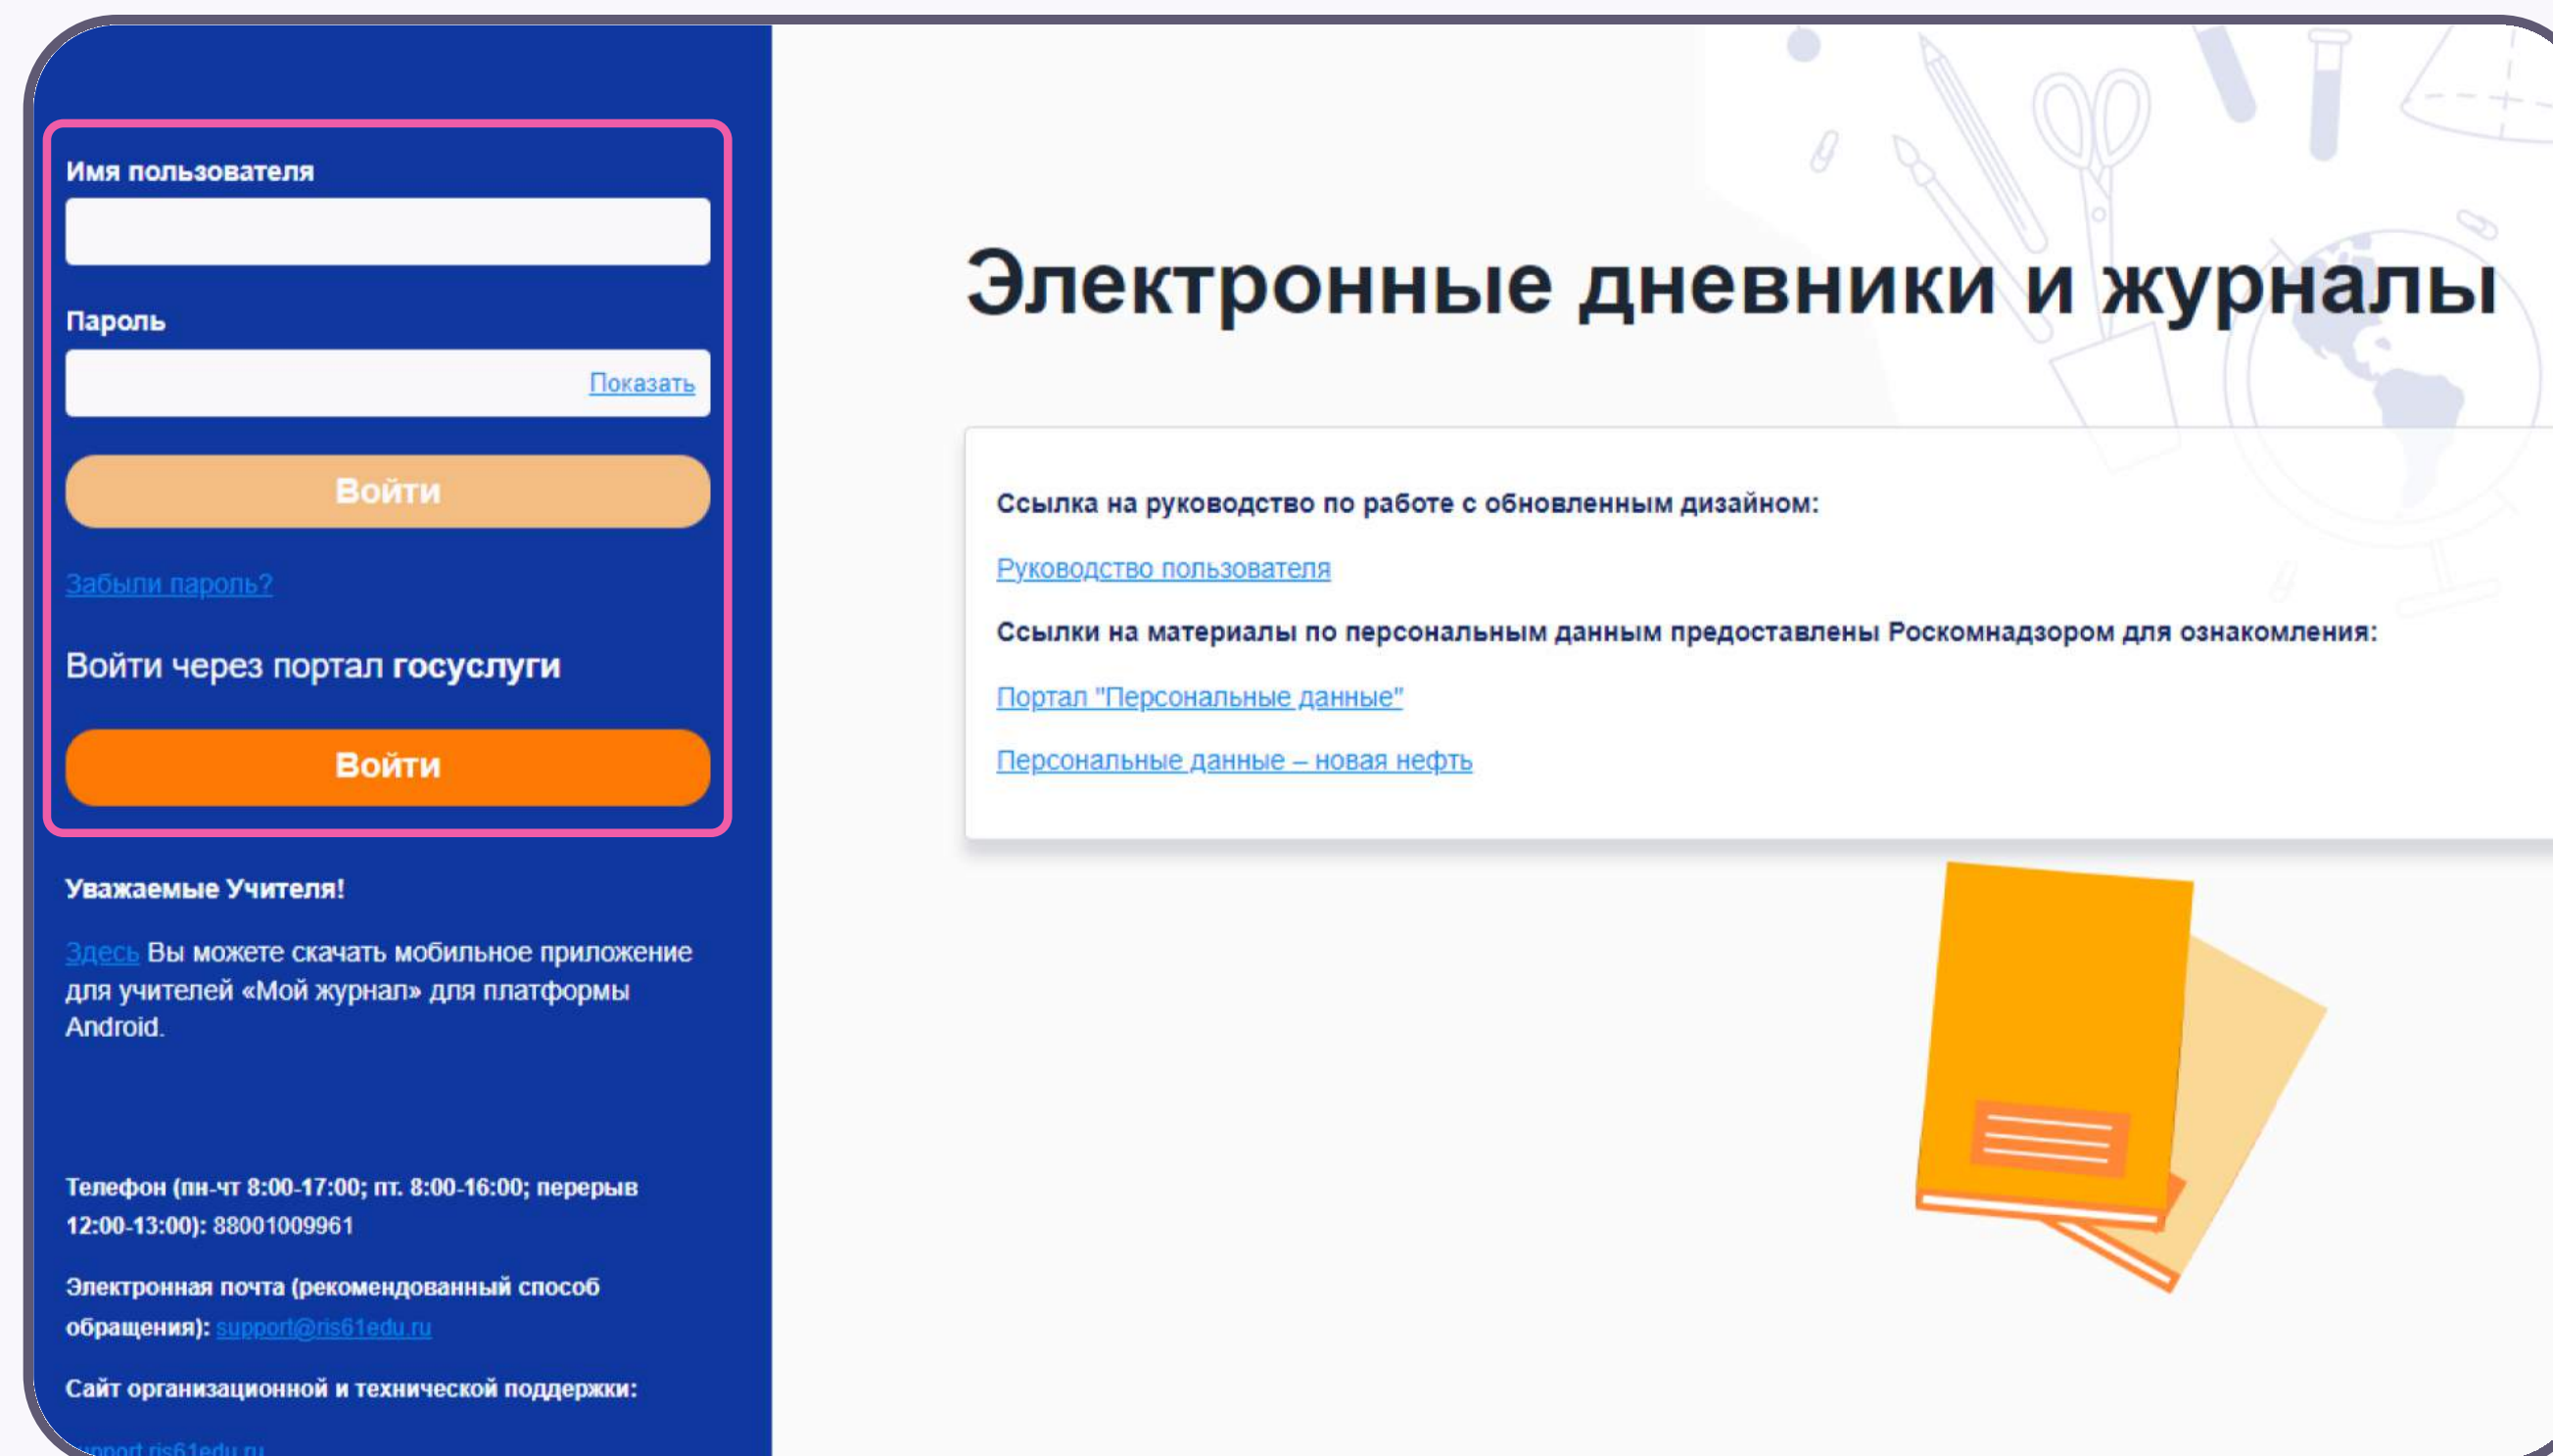 Имя пользователя
Пароль
Показать
Войти
Забыли пароль?
Войти через портал госуслуги
Войти
Уважаемые Учителя!
Здесь Вы можете скачать мобильное приложение
для учителей «Мой журнал» для платформы
Android.
Телефон (пн-чт 8:00-17:00; пт. 8:00-16:00; перерыв
12:00-13:00): 88001009961
Электронная почта (рекомендованный способ
обращения): support@ris61edu.ru
Сайт организационной и технической поддержки:
support.ris61edu.ru
Электронные дневники и журналы
Ссылка на руководство по работе с обновленным дизайном:
Руководство пользователя
Ссылки на материалы по персональным данным предоставлены Роскомнадзором для ознакомления:
Портал "Персональные данные"
Персональные данные – новая нефть